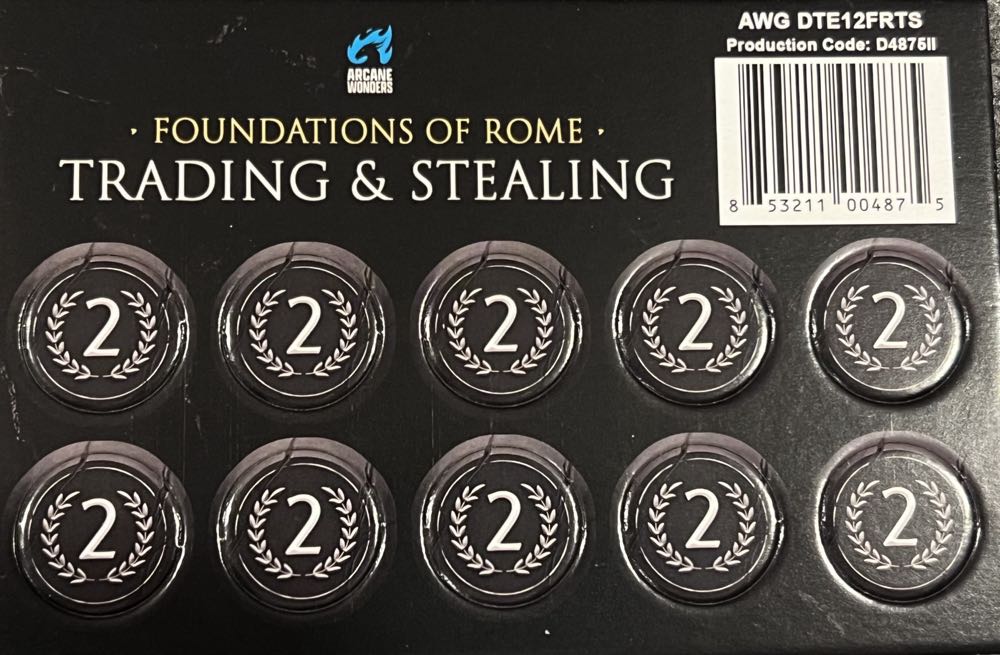 AWG DTE12FRTS
Production Code: D4875II
ARCANE
WONDERS
· FOUNDATIONS OF ROME ·
TRADING & STEALING
8 53211 00487 5
2 2 2 2 2
2 2 2 2 2